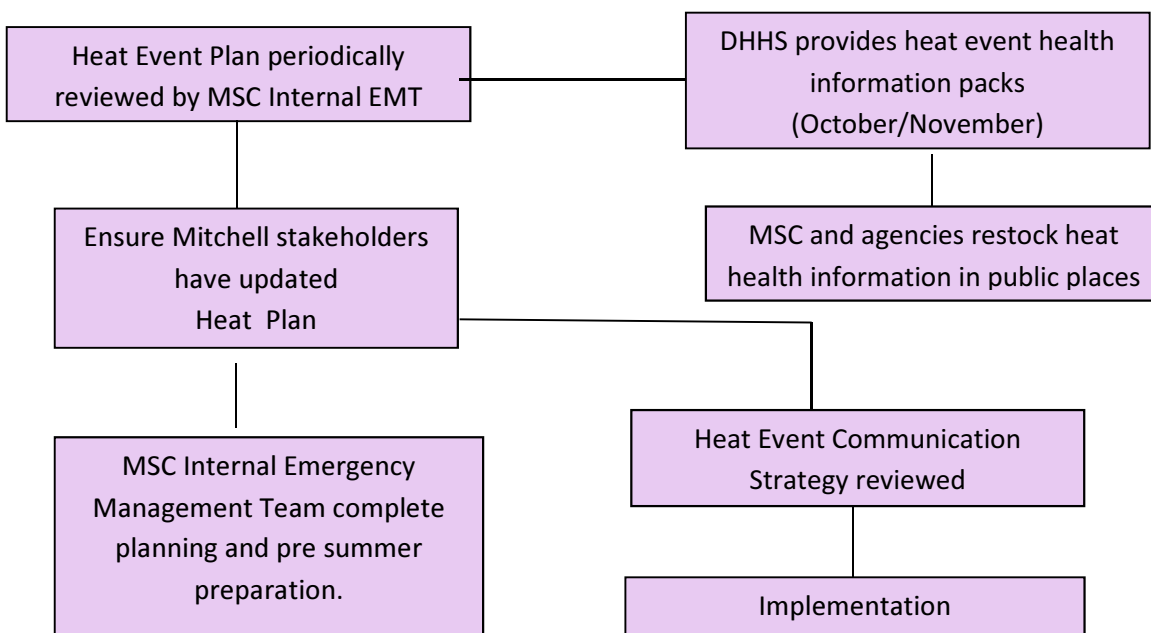 Heat Event Plan periodically
reviewed by MSC Internal EMT
DHHS provides heat event health
information packs
(October/November)
Ensure Mitchell stakeholders
have updated
Heat Plan
MSC and agencies restock heat
health information in public places
MSC Internal Emergency
Management Team complete
planning and pre summer
preparation.
Heat Event Communication
Strategy reviewed
Implementation